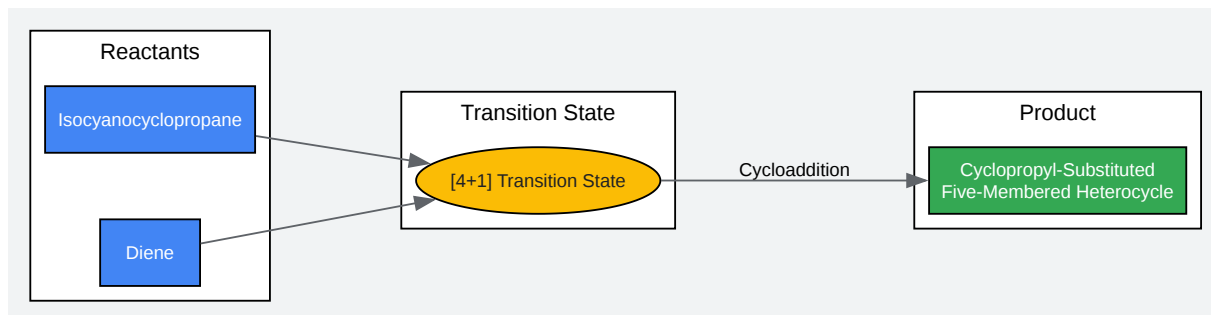 Reactants
Isocyanocyclopropane
Diene
Transition State
[4+1] Transition State
Cycloaddition
Product
Cyclopropyl-Substituted
Five-Membered Heterocycle